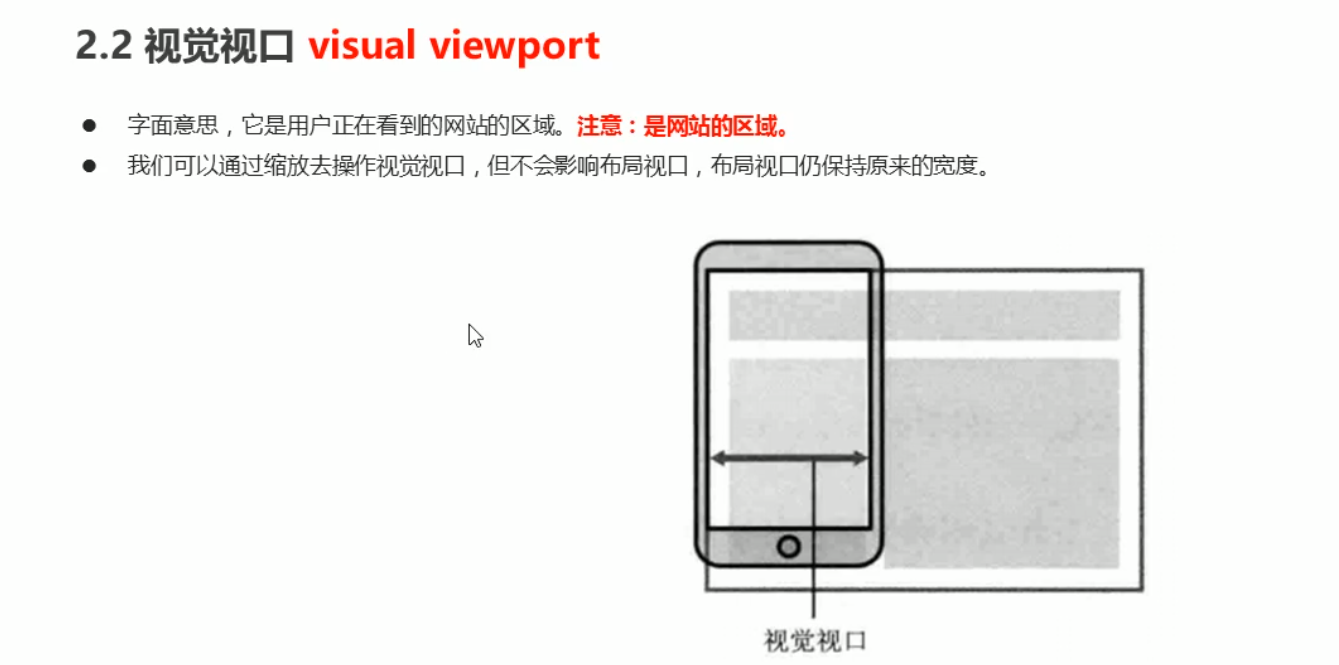 2.2 视觉视口 visual viewport
字面意思，它是用户正在看到的网站的区域。注意：是网站的区域。
我们可以通过缩放去操作视觉视口，但不会影响布局视口，布局视口仍保持原来的宽度。
视觉视口